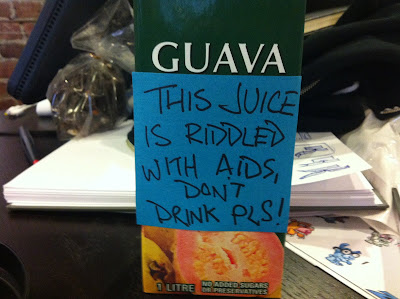 GUAVA
THIS JUICE
IS RIDDLED
WITH AIDS,
DON'T
DRINK PLS!
1 LITRE
NO ADDED SUGARS
OR PRESERVATIVES